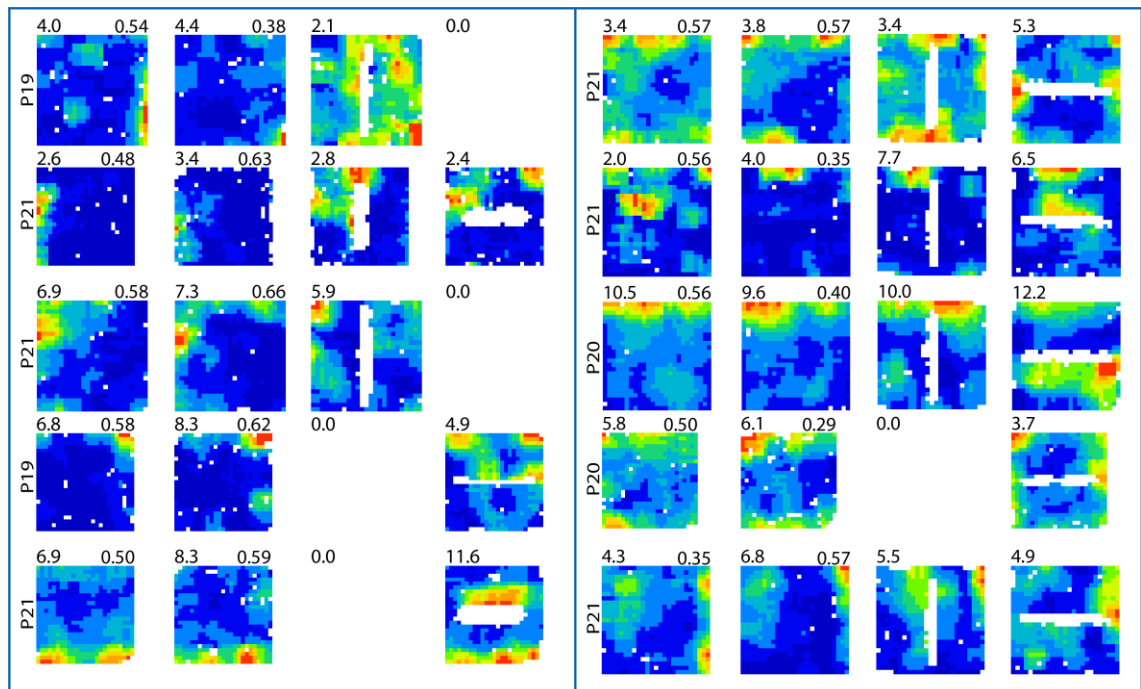 4.0 0.54 4.4 0.38 2.1 0.0
P19
2.6 0.48 3.4 0.63 2.8 2.4
P21
6.9 0.58 7.3 0.66 5.9 0.0
P21
6.8 0.58 8.3 0.62 0.0 4.9
P19
6.9 0.50 8.3 0.59 0.0 11.6
P21
3.4 0.57 3.8 0.57 3.4 5.3
P21
2.0 0.56 4.0 0.35 7.7 6.5
P21
10.5 0.56 9.6 0.40 10.0 12.2
P20
5.8 0.50 6.1 0.29 0.0 3.7
P20
4.3 0.35 6.8 0.57 5.5 4.9
P21